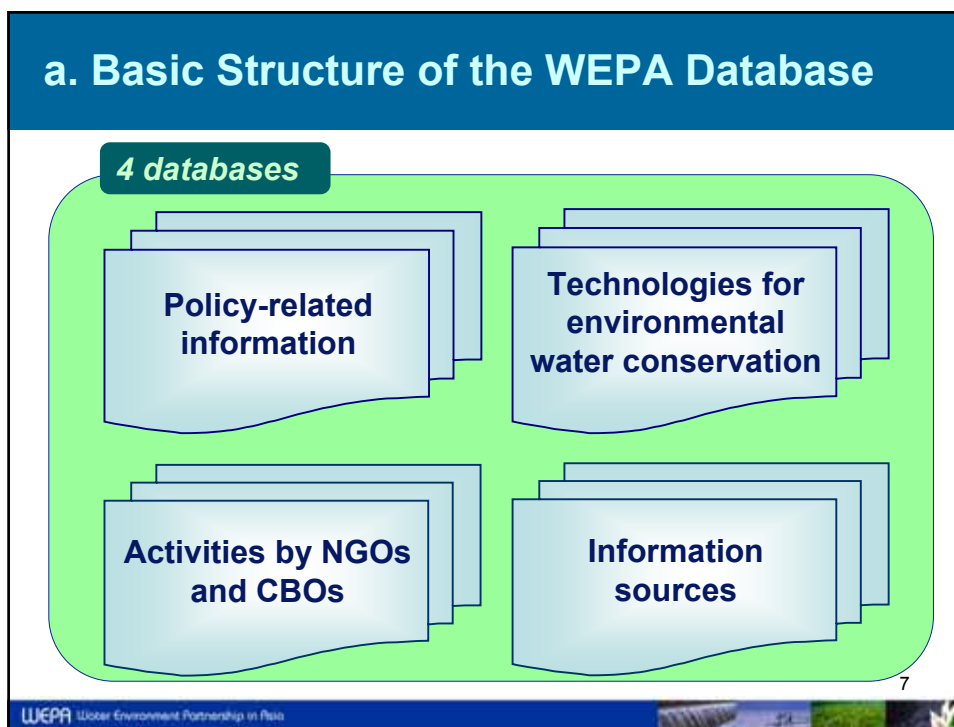 a. Basic Structure of the WEPA Database
4 databases
Policy-related
information
Technologies for
environmental
water conservation
Activities by NGOs
and CBOs
Information
sources
7
WEPA Water Environment Partnership in Asia